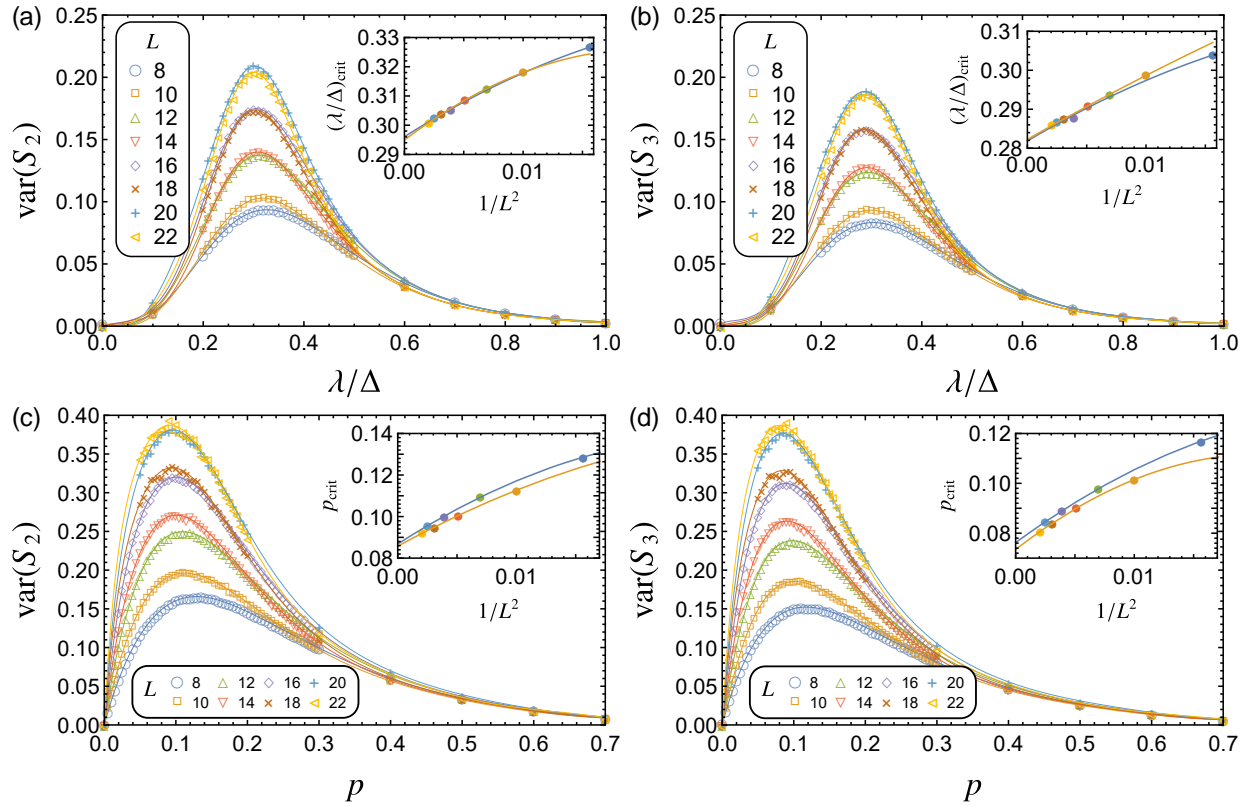 (a)
var(S₂)
0.25
0.20
0.15
0.10
0.05
0.00
0.0 0.2 0.4 0.6 0.8 1.0
λ/Δ
L
8
10
12
14
16
18
20
22
(λ/Δ)crit
0.33
0.32
0.31
0.30
0.29
0.00 0.01
1/L²
(b)
var(S₃)
0.25
0.20
0.15
0.10
0.05
0.00
0.0 0.2 0.4 0.6 0.8 1.0
λ/Δ
L
8
10
12
14
16
18
20
22
(λ/Δ)crit
0.31
0.30
0.29
0.28
0.00 0.01
1/L²
(c)
var(S₂)
0.40
0.35
0.30
0.25
0.20
0.15
0.10
0.05
0.00
0.0 0.1 0.2 0.3 0.4 0.5 0.6 0.7
p
L 8 12 16 20
10 14 18 22
pcrit
0.14
0.12
0.10
0.08
0.00 0.01
1/L²
(d)
var(S₃)
0.40
0.35
0.30
0.25
0.20
0.15
0.10
0.05
0.00
0.0 0.1 0.2 0.3 0.4 0.5 0.6 0.7
p
L 8 12 16 20
10 14 18 22
pcrit
0.12
0.10
0.08
0.00 0.01
1/L²